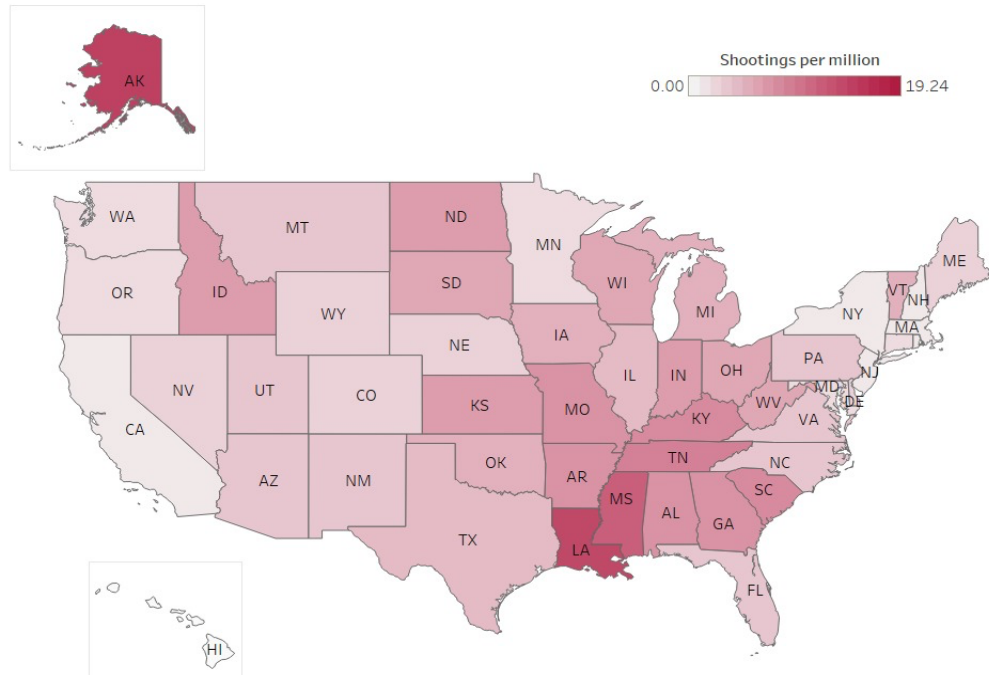 AK
Shootings per million
0.00 19.24
WA
MT
ND
MN
ME
OR
ID
SD
WI
VT
NH
WY
MI
NY
MA
IA
NE
PA
NJ
NV
UT
CO
IL
IN
OH
MD
DE
KS
MO
WV
VA
CA
KY
OK
TN
NC
AZ
NM
AR
SC
MS
AL
GA
TX
LA
FL
HI